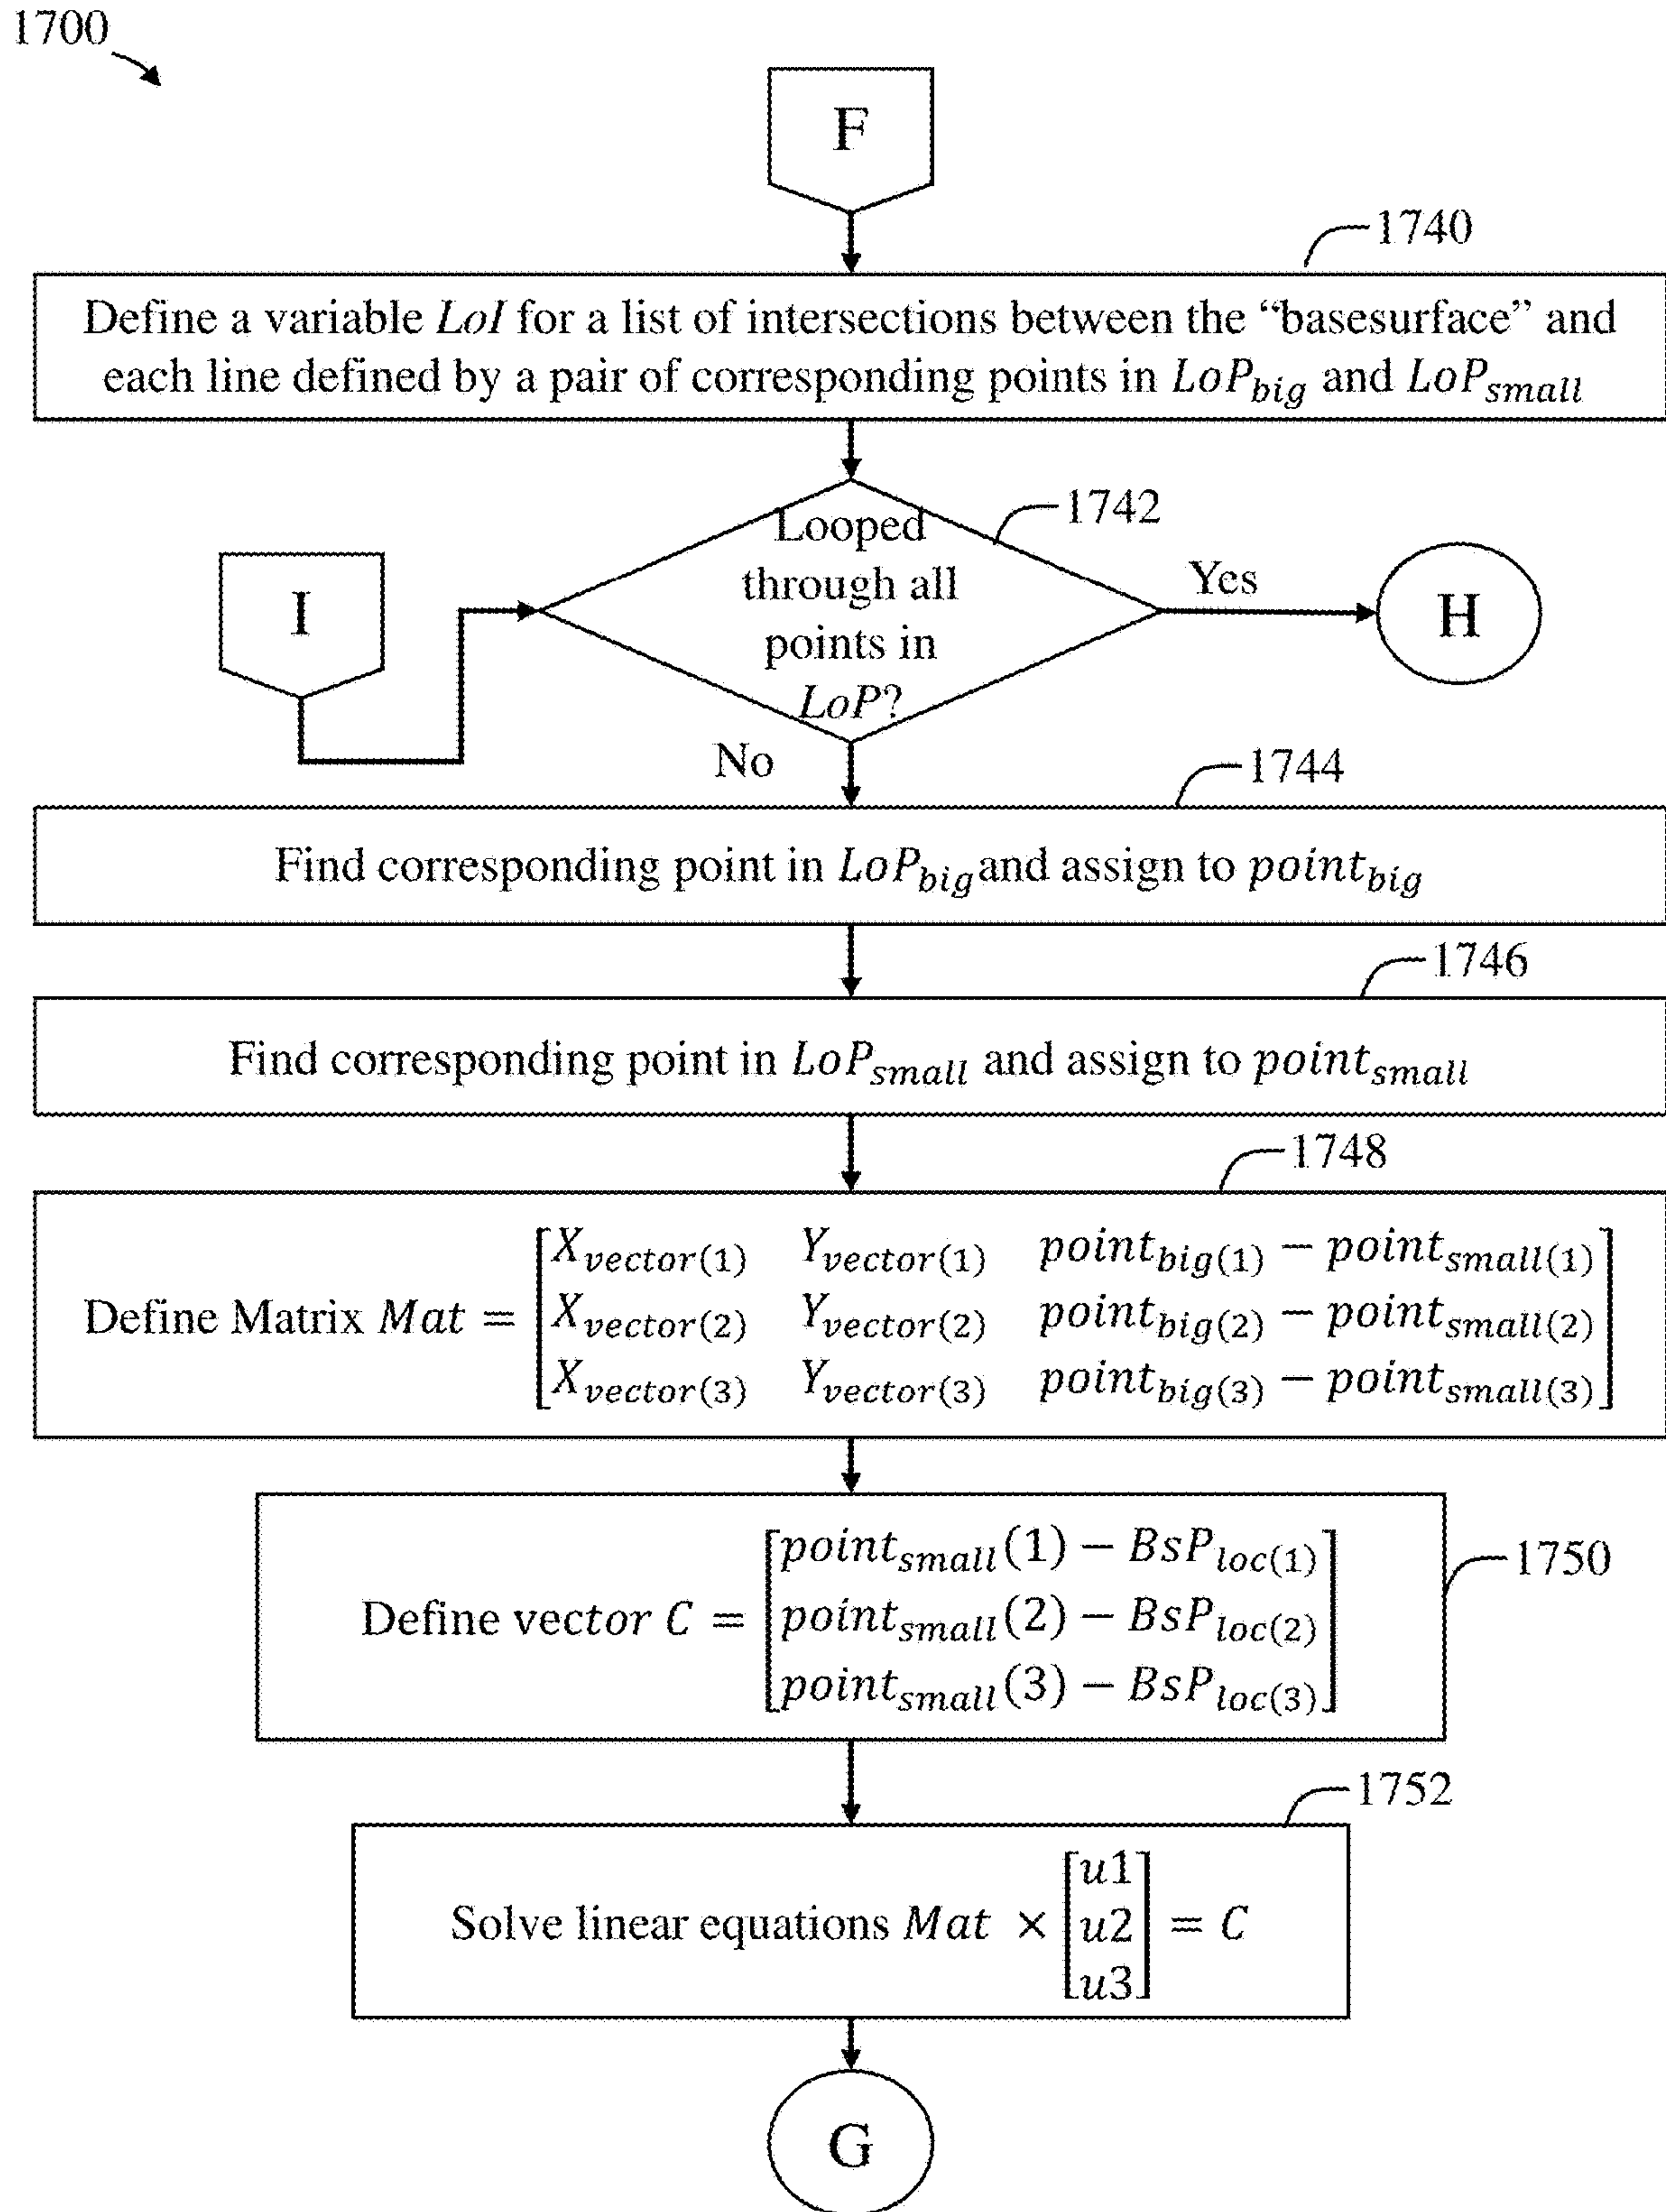 1700
F
1740
Define a variable LoI for a list of intersections between the “basesurface” and
each line defined by a pair of corresponding points in LoP_big and LoP_small
1742
Looped
through all
points in
LoP?
Yes
H
I
No
1744
Find corresponding point in LoP_big and assign to point_big
1746
Find corresponding point in LoP_small and assign to point_small
1748
X_vector(1) Y_vector(1) point_big(1) − point_small(1)
Define Matrix Mat = X_vector(2) Y_vector(2) point_big(2) − point_small(2)
X_vector(3) Y_vector(3) point_big(3) − point_small(3)
1750
point_small(1) − BsP_loc(1)
Define vector C = point_small(2) − BsP_loc(2)
point_small(3) − BsP_loc(3)
1752
u1
Solve linear equations Mat × u2 = C
u3
G